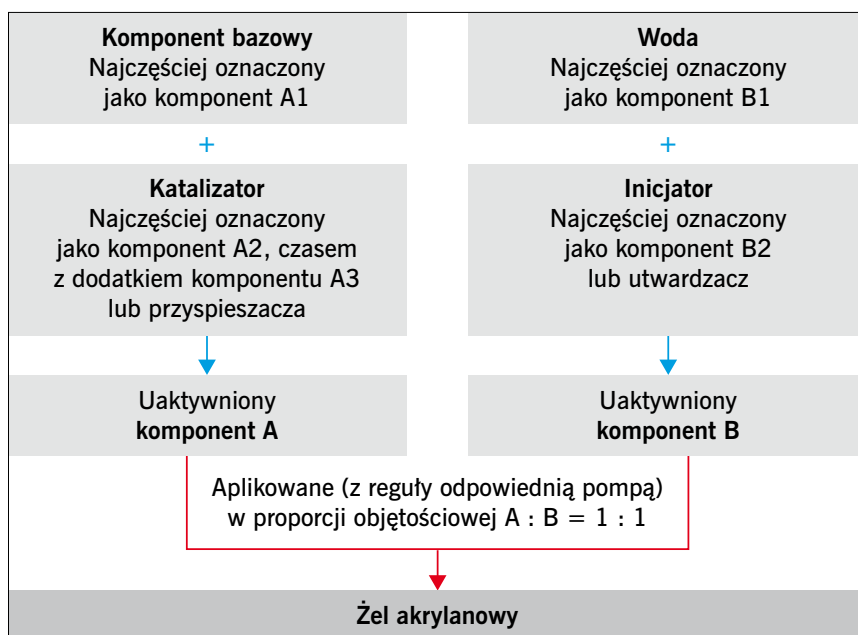 Komponent bazowy
Najczęściej oznaczony
jako komponent A1
+
Katalizator
Najczęściej oznaczony
jako komponent A2, czasem
z dodatkiem komponentu A3
lub przyspieszacza
Uaktywniony
komponent A
Woda
Najczęściej oznaczony
jako komponent B1
+
Inicjator
Najczęściej oznaczony
jako komponent B2
lub utwardzacz
Uaktywniony
komponent B
Aplikowane (z reguły odpowiednią pompą)
w proporcji objętościowej A : B = 1 : 1
Żel akrylanowy